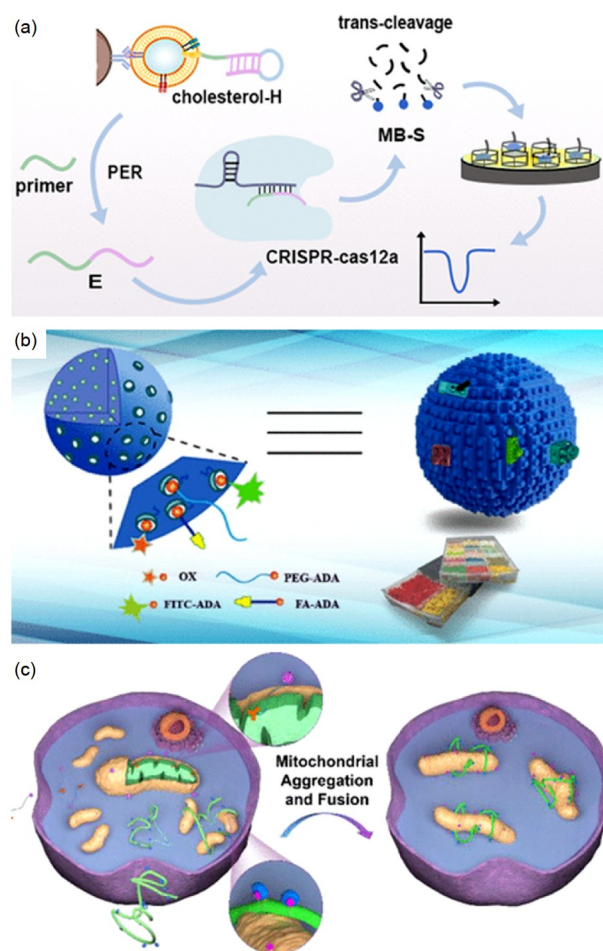 (a)
trans-cleavage
cholesterol-H
MB-S
primer
PER
CRISPR-cas12a
E
(b)
OX
PEG-ADA
FITC-ADA
FA-ADA
(c)
Mitochondrial
Aggregation
and Fusion